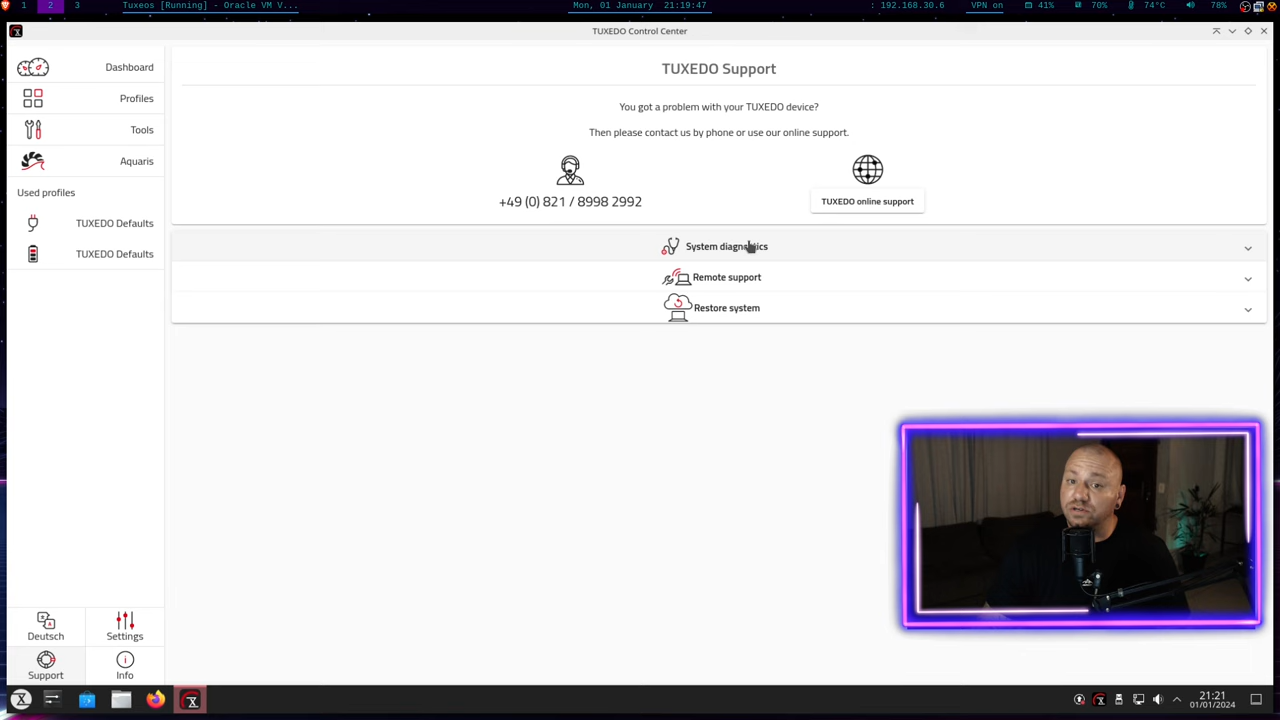 1 2 3 Tuxeos [Running] - Oracle VM V... Mon, 01 January 21:19:47 : 192.168.30.6 VPN on 41% 70% 74°C 78%
TUXEDO Control Center
Dashboard
Profiles
Tools
Aquaris
Used profiles
TUXEDO Defaults
TUXEDO Defaults
Deutsch
Settings
Support
Info
TUXEDO Support
You got a problem with your TUXEDO device?
Then please contact us by phone or use our online support.
+49 (0) 821 / 8998 2992
TUXEDO online support
System diagnostics
Remote support
Restore system
21:21
01/01/2024